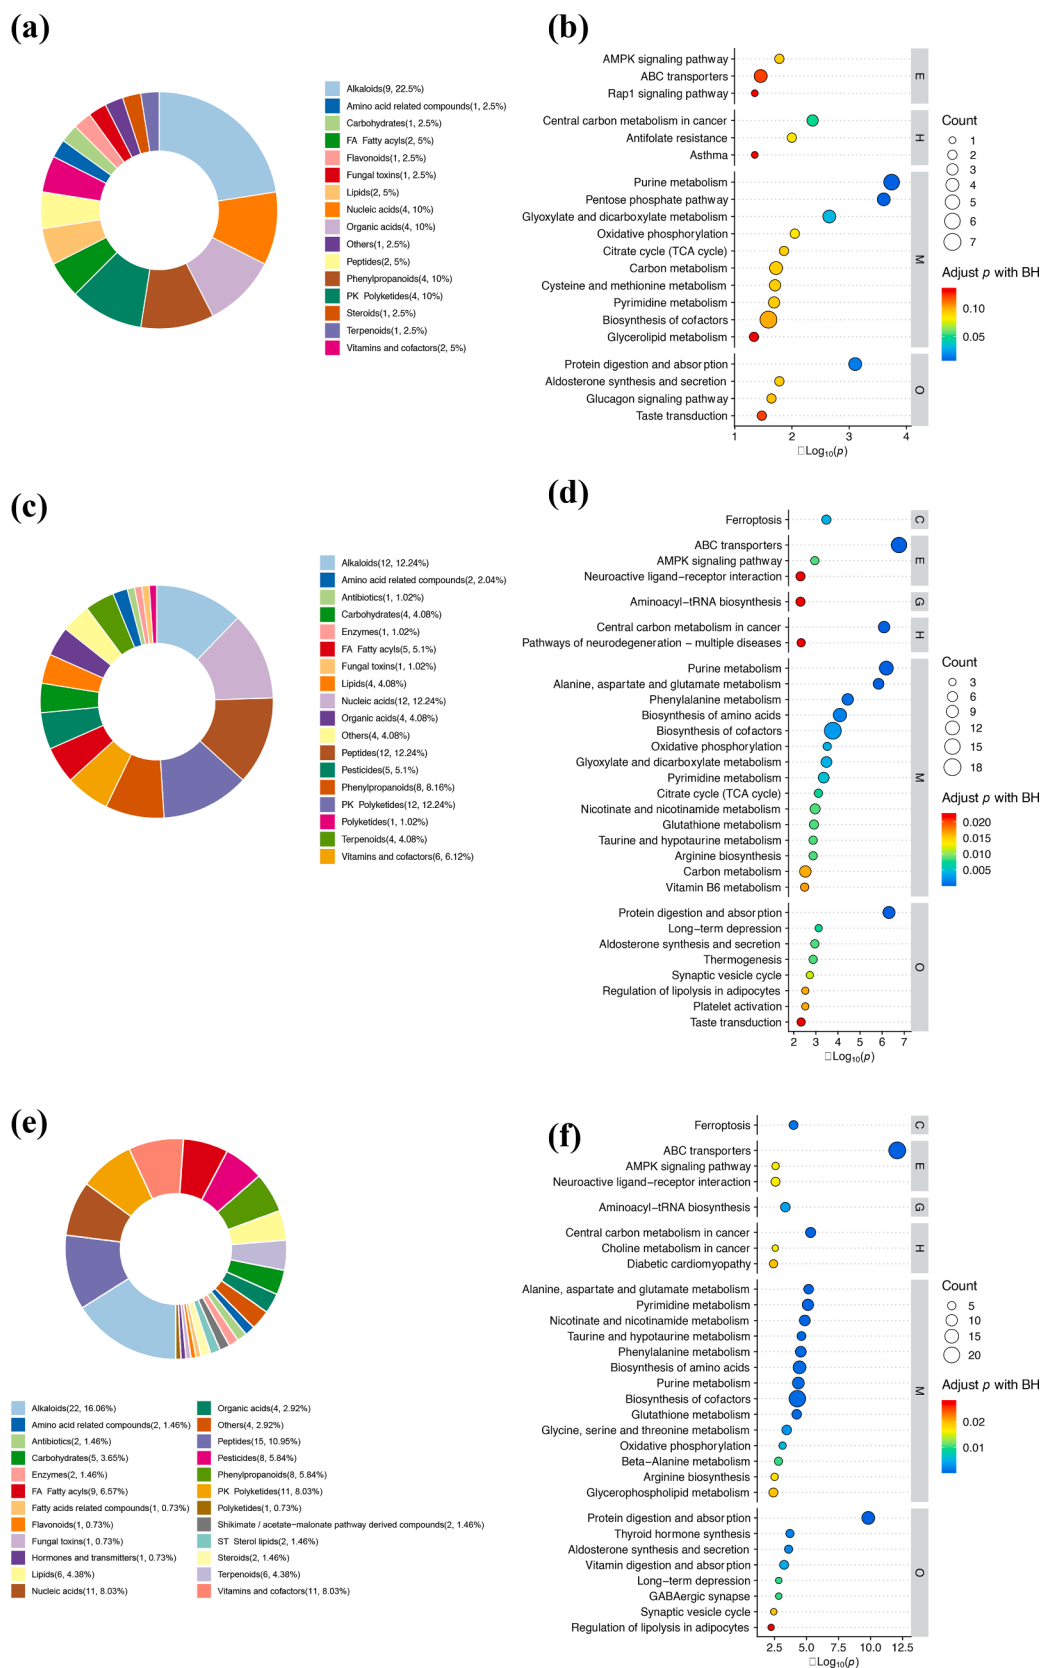 (a)
Alkaloids(9, 22.5%)
Amino acid related compounds(1, 2.5%)
Carbohydrates(1, 2.5%)
FA Fatty acyls(2, 5%)
Flavonoids(1, 2.5%)
Fungal toxins(1, 2.5%)
Lipids(2, 5%)
Nucleic acids(4, 10%)
Organic acids(4, 10%)
Others(1, 2.5%)
Peptides(2, 5%)
Phenylpropanoids(4, 10%)
PK Polyketides(4, 10%)
Steroids(1, 2.5%)
Terpenoids(1, 2.5%)
Vitamins and cofactors(2, 5%)
(b)
AMPK signaling pathway
ABC transporters
Rap1 signaling pathway
E
Central carbon metabolism in cancer
Antifolate resistance
Asthma
H
Purine metabolism
Pentose phosphate pathway
Glyoxylate and dicarboxylate metabolism
Oxidative phosphorylation
Citrate cycle (TCA cycle)
Carbon metabolism
Cysteine and methionine metabolism
Pyrimidine metabolism
Biosynthesis of cofactors
Glycerolipid metabolism
M
Protein digestion and absorption
Aldosterone synthesis and secretion
Glucagon signaling pathway
Taste transduction
O
1 2 3 4
□Log10(p)
Count
1
2
3
4
5
6
7
Adjust p with BH
0.10
0.05
(c)
Alkaloids(12, 12.24%)
Amino acid related compounds(2, 2.04%)
Antibiotics(1, 1.02%)
Carbohydrates(4, 4.08%)
Enzymes(1, 1.02%)
FA Fatty acyls(5, 5.1%)
Fungal toxins(1, 1.02%)
Lipids(4, 4.08%)
Nucleic acids(12, 12.24%)
Organic acids(4, 4.08%)
Others(4, 4.08%)
Peptides(12, 12.24%)
Pesticides(5, 5.1%)
Phenylpropanoids(8, 8.16%)
PK Polyketides(12, 12.24%)
Polyketides(1, 1.02%)
Terpenoids(4, 4.08%)
Vitamins and cofactors(6, 6.12%)
(d)
Ferroptosis
C
ABC transporters
AMPK signaling pathway
Neuroactive ligand−receptor interaction
E
Aminoacyl−tRNA biosynthesis
G
Central carbon metabolism in cancer
Pathways of neurodegeneration − multiple diseases
H
Purine metabolism
Alanine, aspartate and glutamate metabolism
Phenylalanine metabolism
Biosynthesis of amino acids
Biosynthesis of cofactors
Oxidative phosphorylation
Glyoxylate and dicarboxylate metabolism
Pyrimidine metabolism
Citrate cycle (TCA cycle)
Nicotinate and nicotinamide metabolism
Glutathione metabolism
Taurine and hypotaurine metabolism
Arginine biosynthesis
Carbon metabolism
Vitamin B6 metabolism
M
Protein digestion and absorption
Long−term depression
Aldosterone synthesis and secretion
Thermogenesis
Synaptic vesicle cycle
Regulation of lipolysis in adipocytes
Platelet activation
Taste transduction
O
2 3 4 5 6 7
□Log10(p)
Count
3
6
9
12
15
18
Adjust p with BH
0.020
0.015
0.010
0.005
(e)
Alkaloids(22, 16.06%)
Amino acid related compounds(2, 1.46%)
Antibiotics(2, 1.46%)
Carbohydrates(5, 3.65%)
Enzymes(2, 1.46%)
FA Fatty acyls(9, 6.57%)
Fatty acids related compounds(1, 0.73%)
Flavonoids(1, 0.73%)
Fungal toxins(1, 0.73%)
Hormones and transmitters(1, 0.73%)
Lipids(6, 4.38%)
Nucleic acids(11, 8.03%)
Organic acids(4, 2.92%)
Others(4, 2.92%)
Peptides(15, 10.95%)
Pesticides(8, 5.84%)
Phenylpropanoids(8, 5.84%)
PK Polyketides(11, 8.03%)
Polyketides(1, 0.73%)
Shikimate / acetate−malonate pathway derived compounds(2, 1.46%)
ST Sterol lipids(2, 1.46%)
Steroids(2, 1.46%)
Terpenoids(6, 4.38%)
Vitamins and cofactors(11, 8.03%)
(f)
Ferroptosis
C
ABC transporters
AMPK signaling pathway
Neuroactive ligand−receptor interaction
E
Aminoacyl−tRNA biosynthesis
G
Central carbon metabolism in cancer
Choline metabolism in cancer
Diabetic cardiomyopathy
H
Alanine, aspartate and glutamate metabolism
Pyrimidine metabolism
Nicotinate and nicotinamide metabolism
Taurine and hypotaurine metabolism
Phenylalanine metabolism
Biosynthesis of amino acids
Purine metabolism
Biosynthesis of cofactors
Glutathione metabolism
Glycine, serine and threonine metabolism
Oxidative phosphorylation
Beta−Alanine metabolism
Arginine biosynthesis
Glycerophospholipid metabolism
M
Protein digestion and absorption
Thyroid hormone synthesis
Aldosterone synthesis and secretion
Vitamin digestion and absorption
Long−term depression
GABAergic synapse
Synaptic vesicle cycle
Regulation of lipolysis in adipocytes
O
2.5 5.0 7.5 10.0 12.5
□Log10(p)
Count
5
10
15
20
Adjust p with BH
0.02
0.01